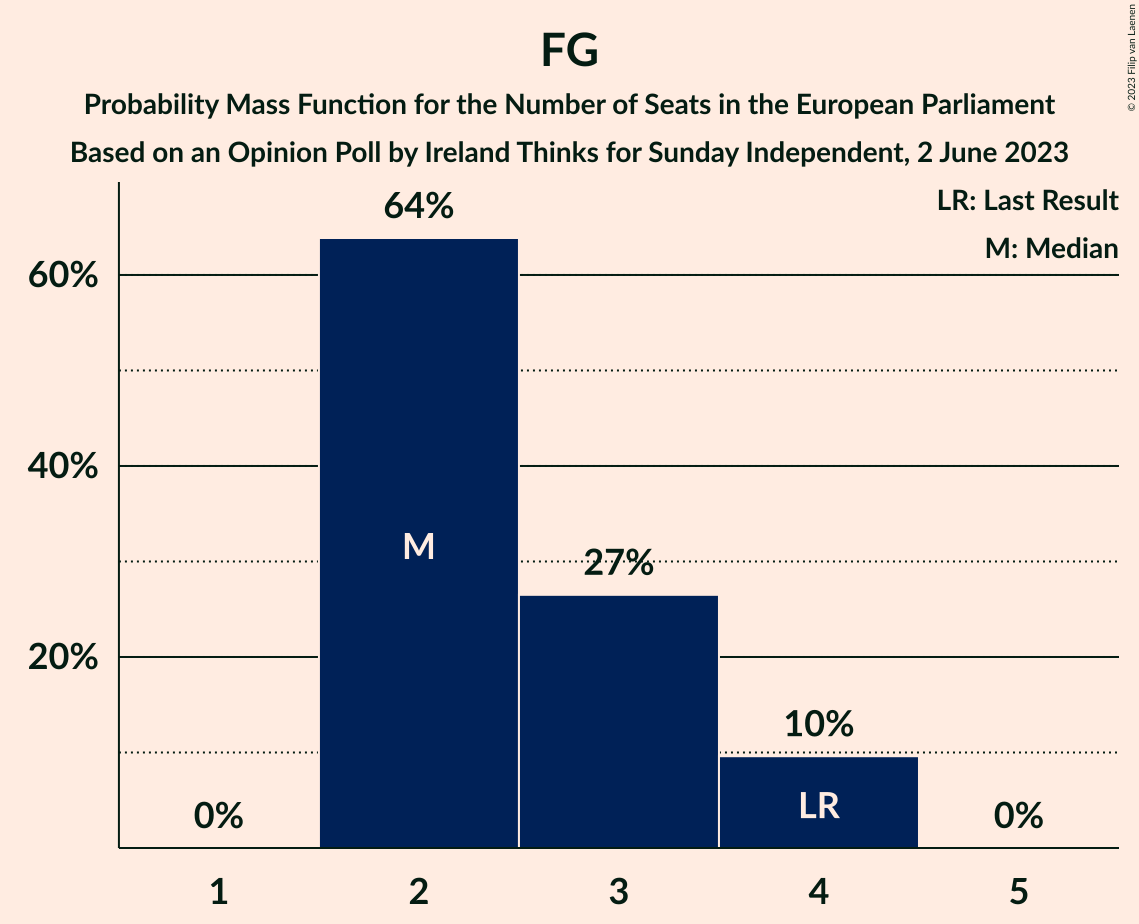 FG
Probability Mass Function for the Number of Seats in the European Parliament
Based on an Opinion Poll by Ireland Thinks for Sunday Independent, 2 June 2023
© 2023 Filip van Laenen
LR: Last Result
M: Median
64%
60%
40%
M
27%
20%
10%
LR
0%
0%
1 2 3 4 5